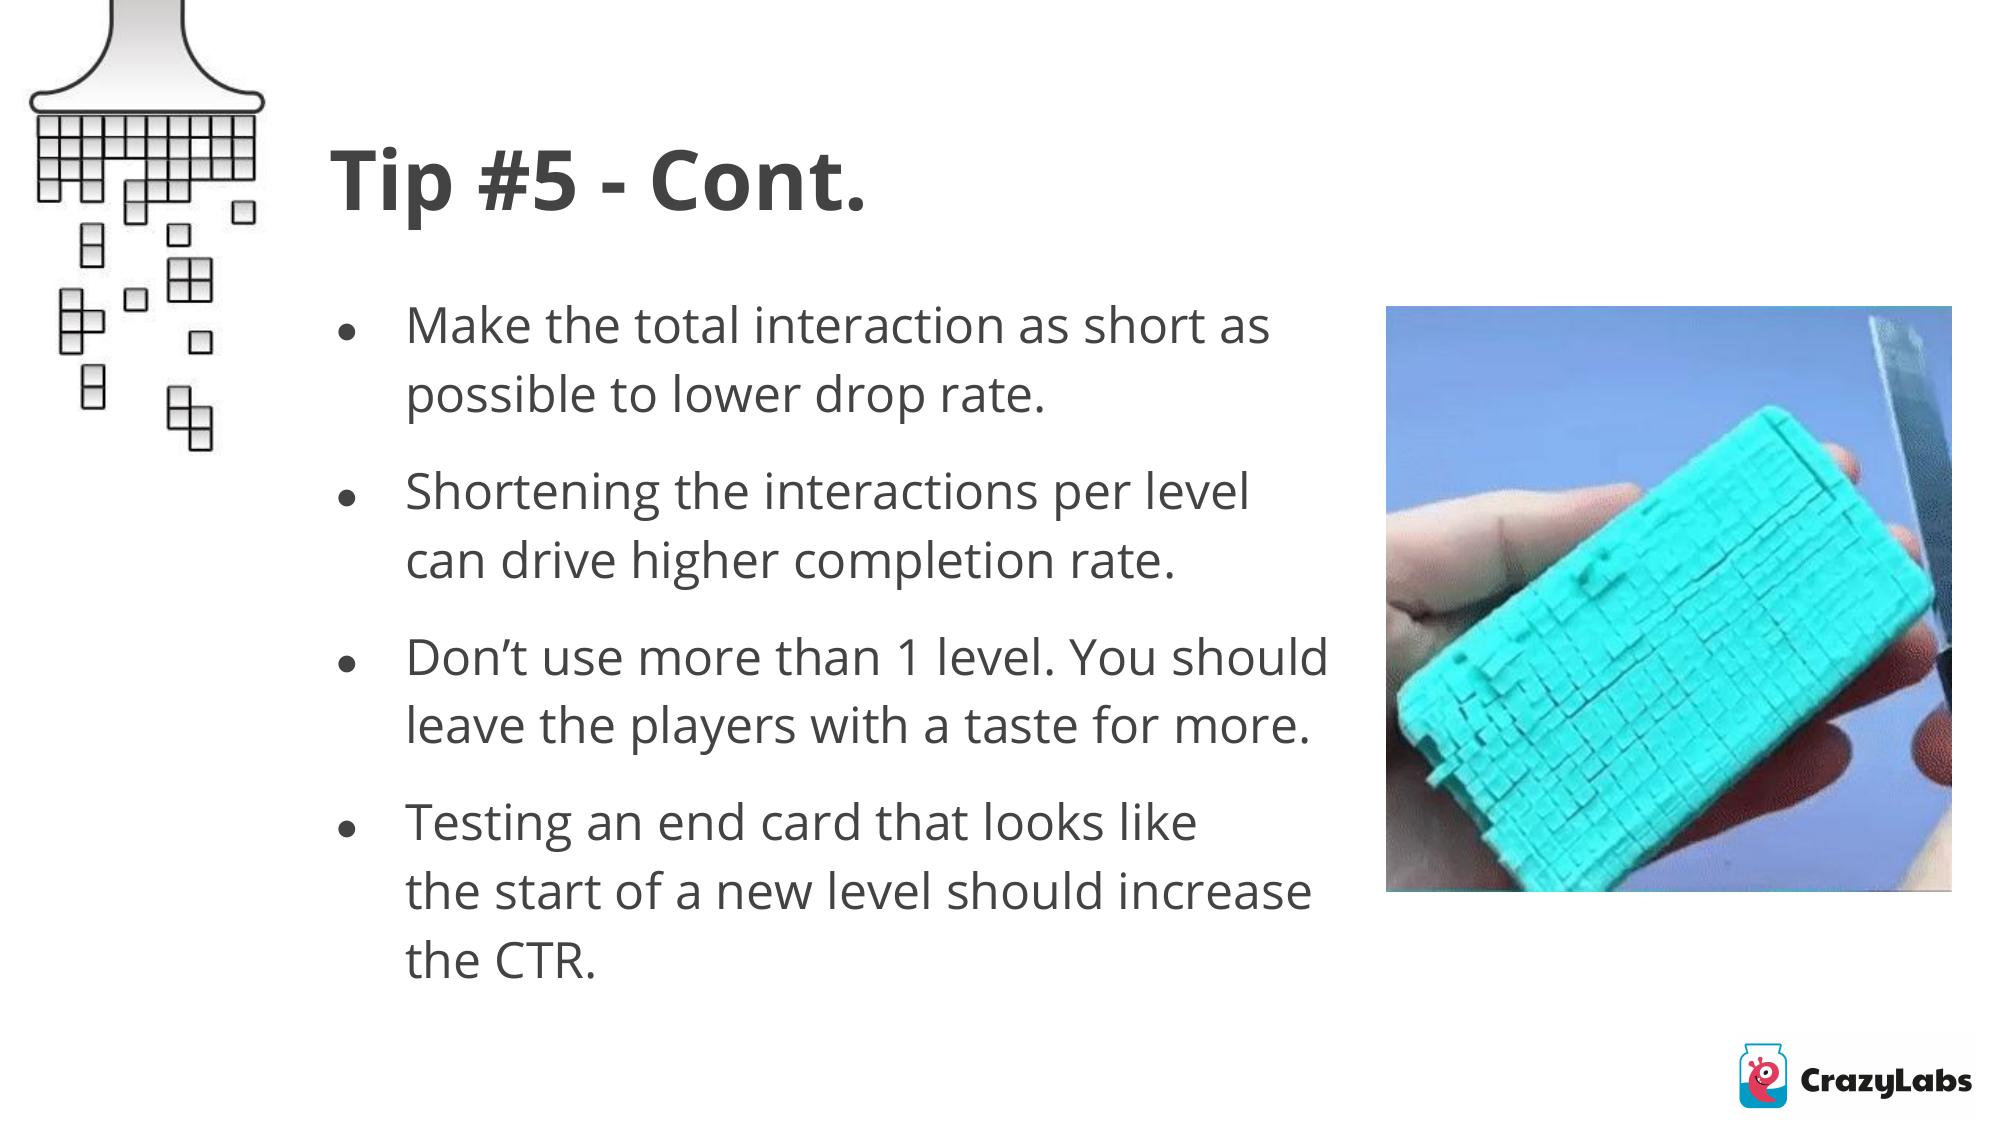 Tip #5 - Cont.
● Make the total interaction as short as
possible to lower drop rate.
● Shortening the interactions per level
can drive higher completion rate.
● Don’t use more than 1 level. You should
leave the players with a taste for more.
● Testing an end card that looks like
the start of a new level should increase
the CTR.
CrazyLabs